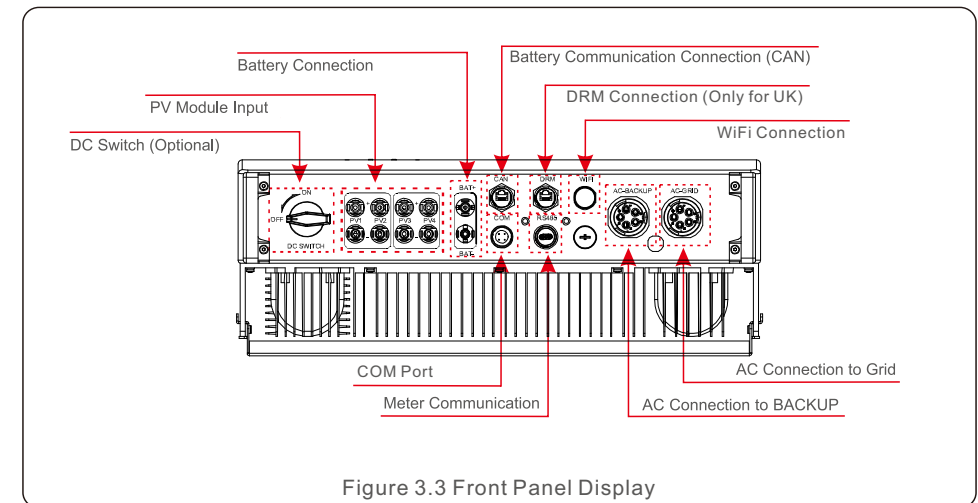 Battery Connection
Battery Communication Connection (CAN)
PV Module Input
DRM Connection (Only for UK)
DC Switch (Optional)
WiFi Connection
ON
OFF
DC SWITCH
+ +
PV1 PV2 PV3 PV4
- -
BAT+
BAT-
CAN
DRM
WIFI
COM
RS485
AC-BACKUP
AC-GRID
COM Port
Meter Communication
AC Connection to Grid
AC Connection to BACKUP
Figure 3.3 Front Panel Display